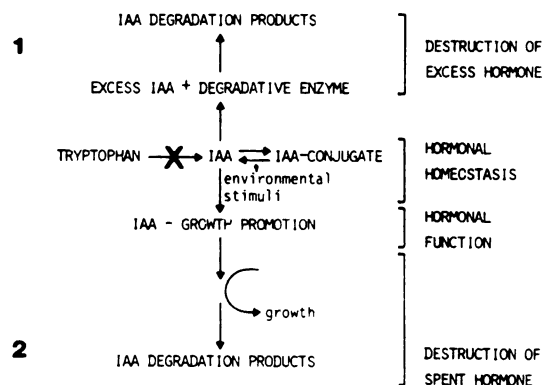 1
IAA DEGRADATION PRODUCTS
EXCESS IAA + DEGRADATIVE ENZYME
DESTRUCTION OF
EXCESS HORMONE
TRYPTOPHAN IAA IAA-CONJUGATE
environmental
stimuli
HORMONAL
HOMECSTASIS
IAA - GROWTH PROMOTION
HORMONAL
FUNCTION
growth
2
IAA DEGRADATION PRODUCTS
DESTRUCTION OF
SPENT HORMONE